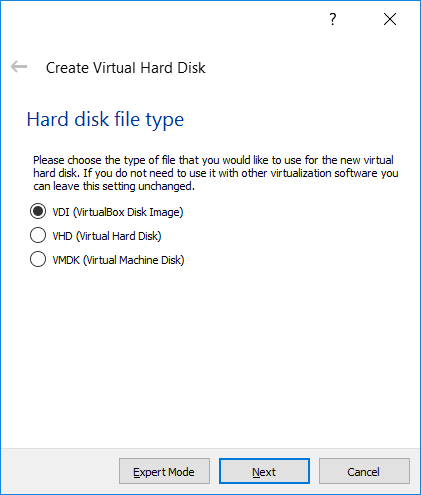 ?
Create Virtual Hard Disk
Hard disk file type
Please choose the type of file that you would like to use for the new virtual
hard disk. If you do not need to use it with other virtualization software you
can leave this setting unchanged.
VDI (VirtualBox Disk Image)
VHD (Virtual Hard Disk)
VMDK (Virtual Machine Disk)
Expert Mode Next Cancel